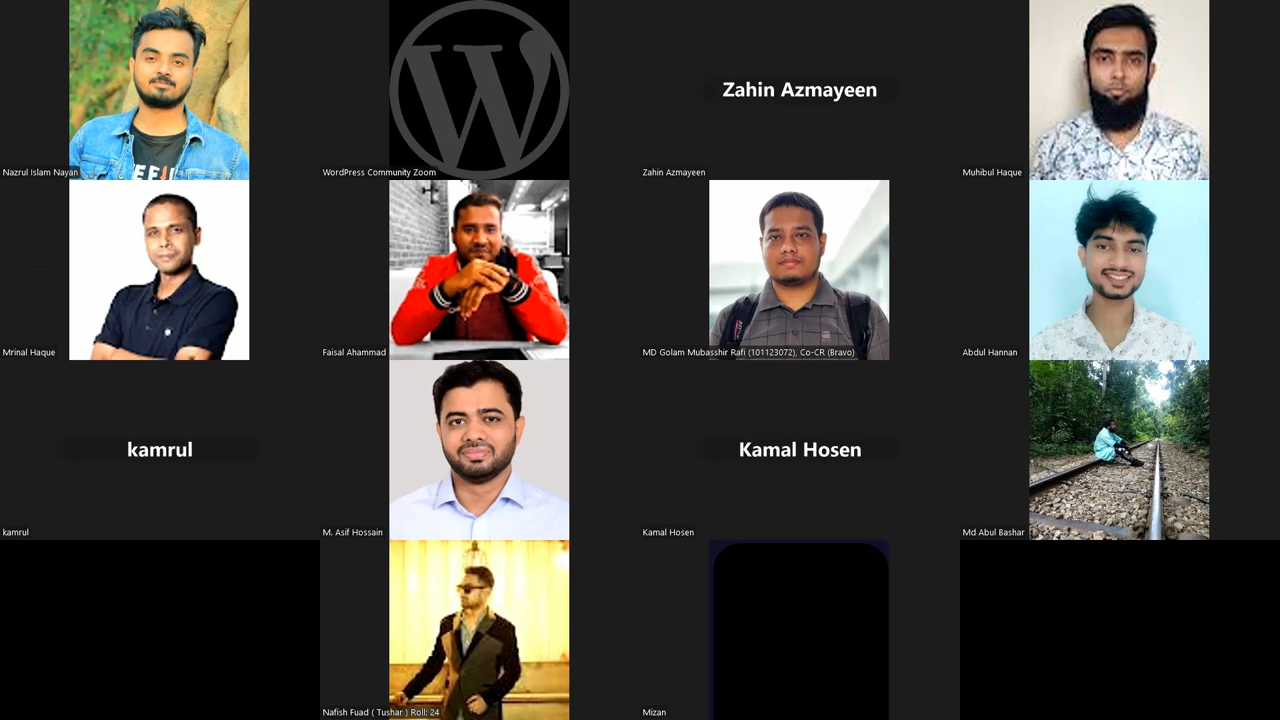 Nazrul Islam Nayan
W
WordPress Community Zoom
Zahin Azmayeen
Zahin Azmayeen
Muhibul Haque
Mrinal Haque
Faisal Ahammad
MD Golam Mubasshir Rafi (101123072), Co-CR (Bravo)
Abdul Hannan
kamrul
kamrul
M. Asif Hossain
Kamal Hosen
Kamal Hosen
Md Abul Bashar
Nafish Fuad ( Tushar ) Roll: 24
Mizan